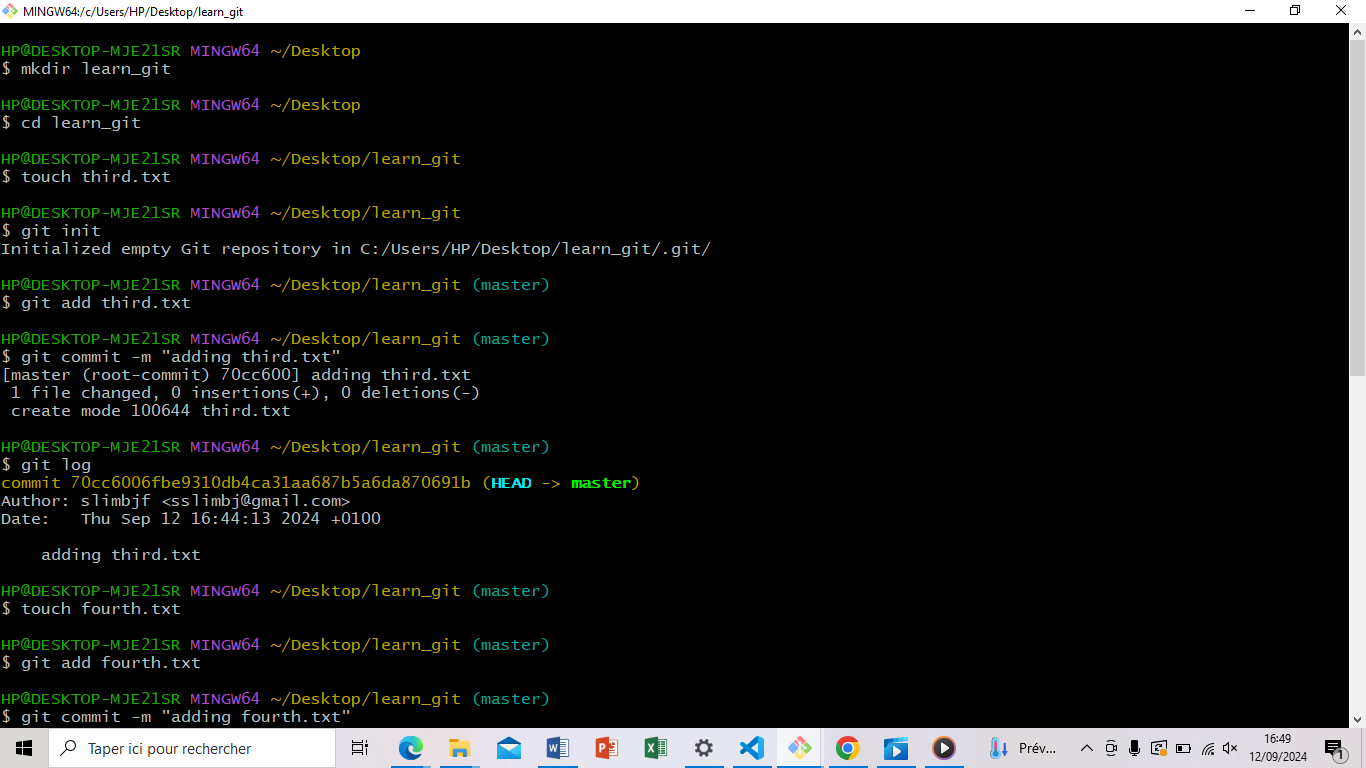 MINGW64:/c/Users/HP/Desktop/learn_git
HP@DESKTOP-MJE21SR MINGW64 ~/Desktop
$ mkdir learn_git
HP@DESKTOP-MJE21SR MINGW64 ~/Desktop
$ cd learn_git
HP@DESKTOP-MJE21SR MINGW64 ~/Desktop/learn_git
$ touch third.txt
HP@DESKTOP-MJE21SR MINGW64 ~/Desktop/learn_git
$ git init
Initialized empty Git repository in C:/Users/HP/Desktop/learn_git/.git/
HP@DESKTOP-MJE21SR MINGW64 ~/Desktop/learn_git (master)
$ git add third.txt
HP@DESKTOP-MJE21SR MINGW64 ~/Desktop/learn_git (master)
$ git commit -m "adding third.txt"
[master (root-commit) 70cc600] adding third.txt
 1 file changed, 0 insertions(+), 0 deletions(-)
 create mode 100644 third.txt
HP@DESKTOP-MJE21SR MINGW64 ~/Desktop/learn_git (master)
$ git log
commit 70cc6006fbe9310db4ca31aa687b5a6da870691b (HEAD -> master)
Author: slimbjf <sslimbj@gmail.com>
Date:   Thu Sep 12 16:44:13 2024 +0100
    adding third.txt
HP@DESKTOP-MJE21SR MINGW64 ~/Desktop/learn_git (master)
$ touch fourth.txt
HP@DESKTOP-MJE21SR MINGW64 ~/Desktop/learn_git (master)
$ git add fourth.txt
HP@DESKTOP-MJE21SR MINGW64 ~/Desktop/learn_git (master)
$ git commit -m "adding fourth.txt"
Taper ici pour rechercher
Prév...
16:49
12/09/2024
1